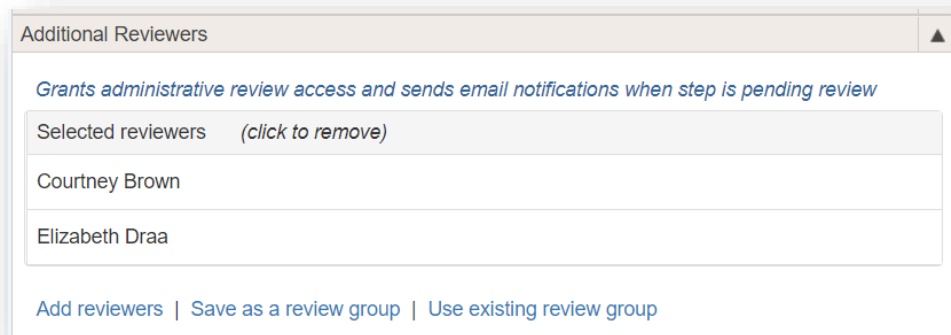 Additional Reviewers
Grants administrative review access and sends email notifications when step is pending review
Selected reviewers (click to remove)
Courtney Brown
Elizabeth Draa
Add reviewers | Save as a review group | Use existing review group